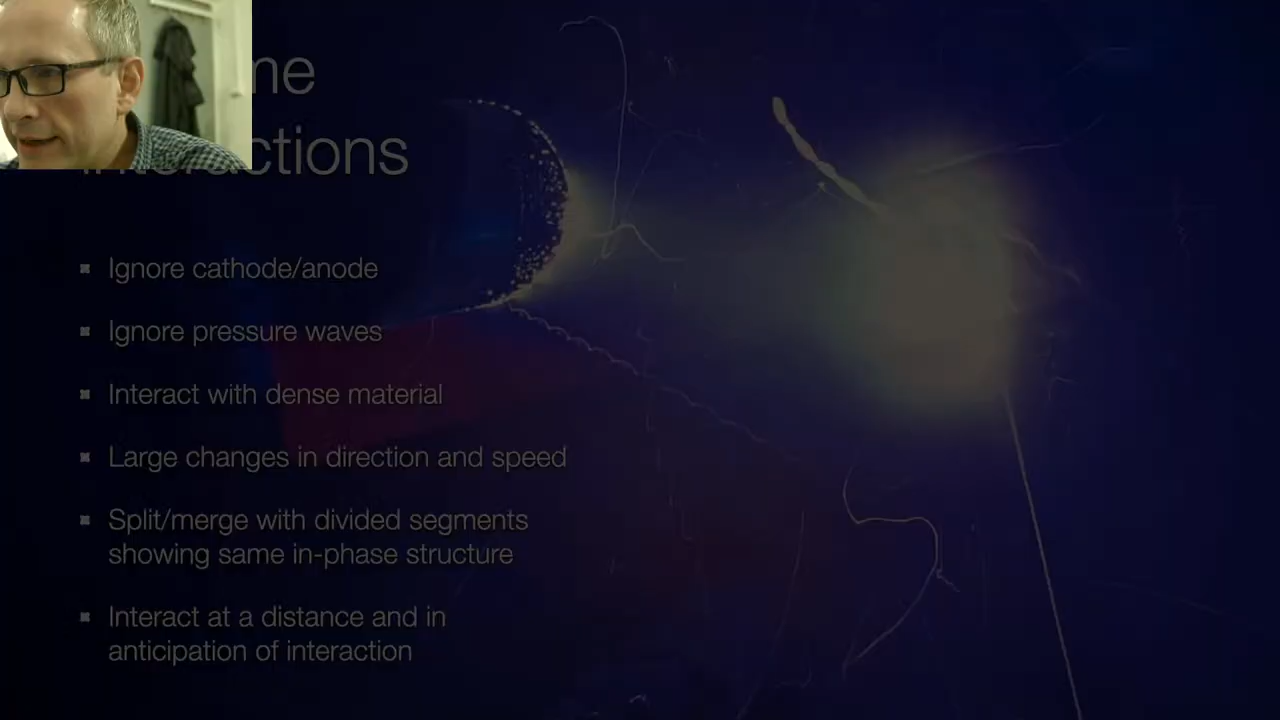 me
ctions
Ignore cathode/anode
Ignore pressure waves
Interact with dense material
Large changes in direction and speed
Split/merge with divided segments
showing same in-phase structure
Interact at a distance and in
anticipation of interaction